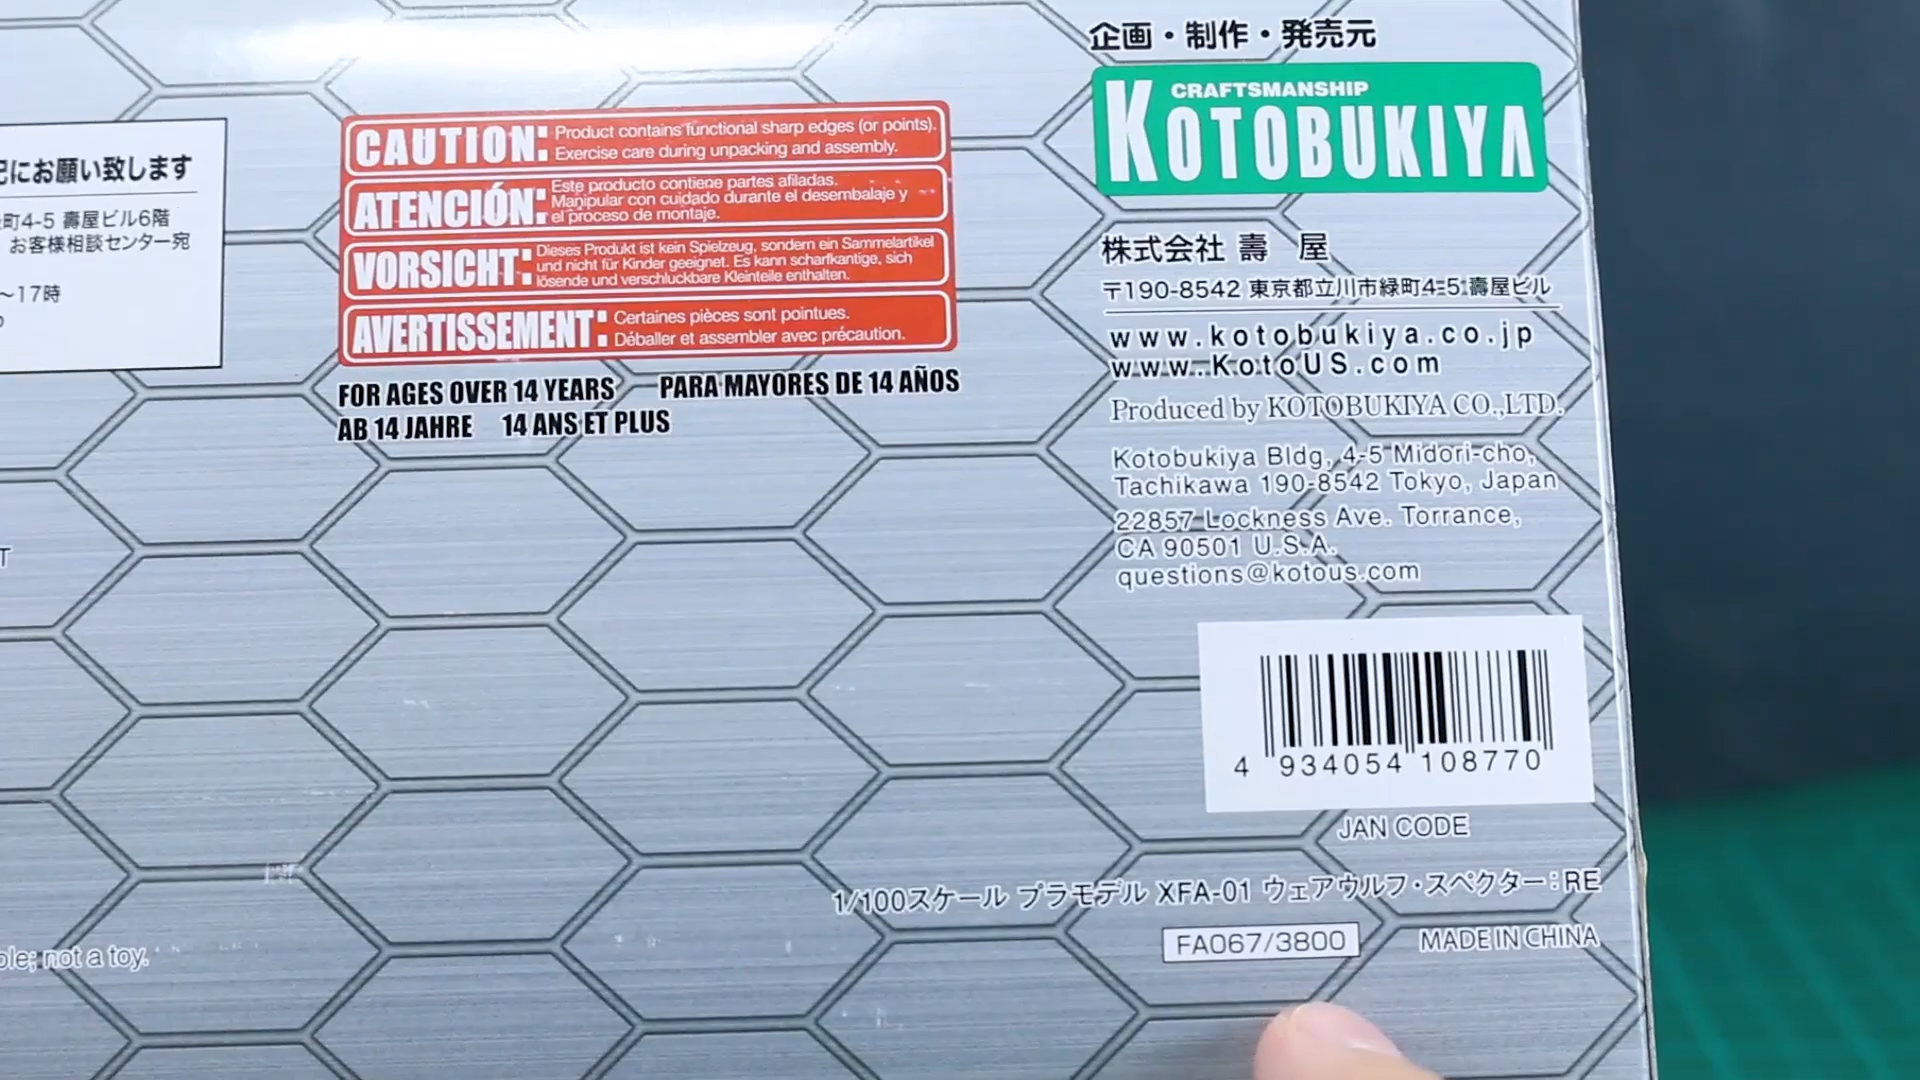 記にお願い致します
町4-5 壽屋ビル6階
お客様相談センター宛
～17時
CAUTION: Product contains functional sharp edges (or points).
Exercise care during unpacking and assembly.
ATENCIÓN: Este producto contiene partes afiladas.
Manipular con cuidado durante el desembalaje y
el proceso de montaje.
VORSICHT: Dieses Produkt ist kein Spielzeug, sondern ein Sammelartikel
und nicht für Kinder geeignet. Es kann scharfkantige, sich
lösende und verschluckbare Kleinteile enthalten.
AVERTISSEMENT: Certaines pièces sont pointues.
Déballer et assembler avec précaution.
FOR AGES OVER 14 YEARS PARA MAYORES DE 14 AÑOS
AB 14 JAHRE 14 ANS ET PLUS
企画・制作・発売元
CRAFTSMANSHIP
KOTOBUKIYA
株式会社 壽 屋
〒190-8542 東京都立川市緑町4-5 壽屋ビル
www.kotobukiya.co.jp
www.KotoUS.com
Produced by KOTOBUKIYA CO.,LTD.
Kotobukiya Bldg, 4-5 Midori-cho,
Tachikawa 190-8542 Tokyo, Japan
22857 Lockness Ave. Torrance,
CA 90501 U.S.A.
questions@kotous.com
4 934054 108770
JAN CODE
1/100スケール プラモデル XFA-01 ウェアウルフ・スペクター：RE
FA067/3800
MADE IN CHINA
not a toy.